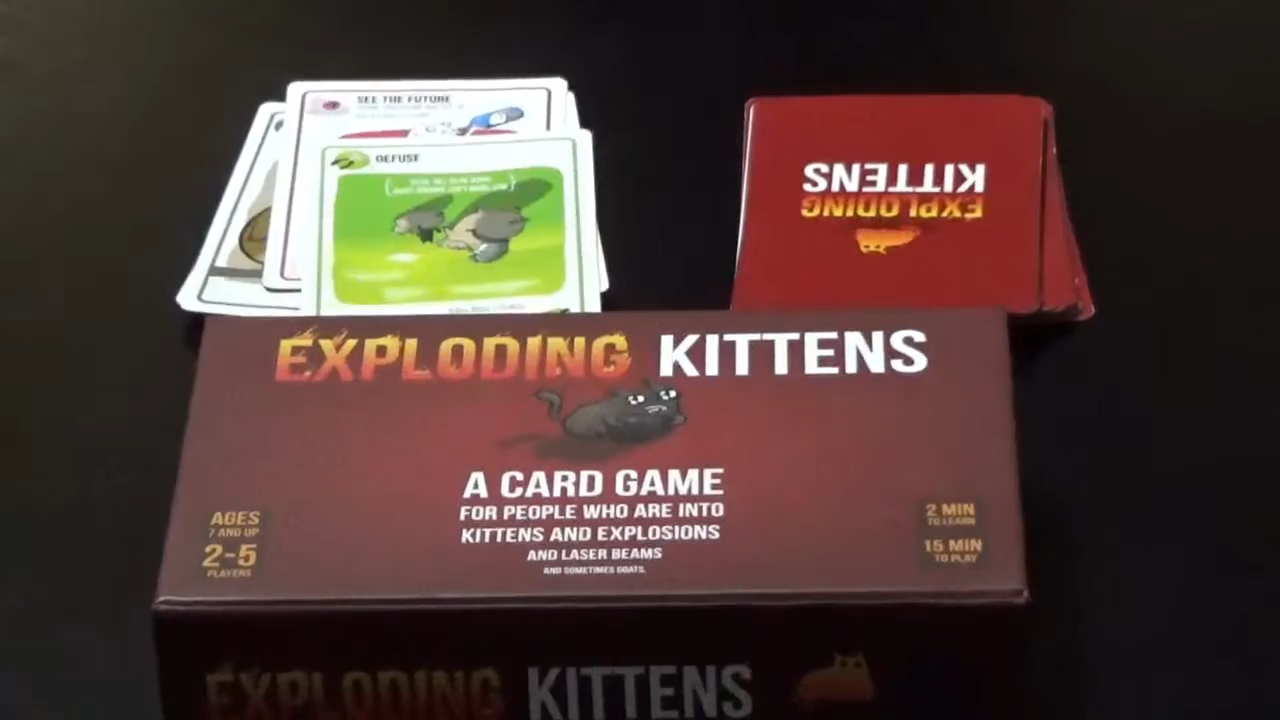 SEE THE FUTURE
DEFUSE
EXPLODING
KITTENS
EXPLODING KITTENS
A CARD GAME
FOR PEOPLE WHO ARE INTO
KITTENS AND EXPLOSIONS
AND LASER BEAMS
AND SOMETIMES GOATS.
AGES
7 AND UP
2-5
PLAYERS
2 MIN
TO LEARN
15 MIN
TO PLAY
EXPLODING KITTENS